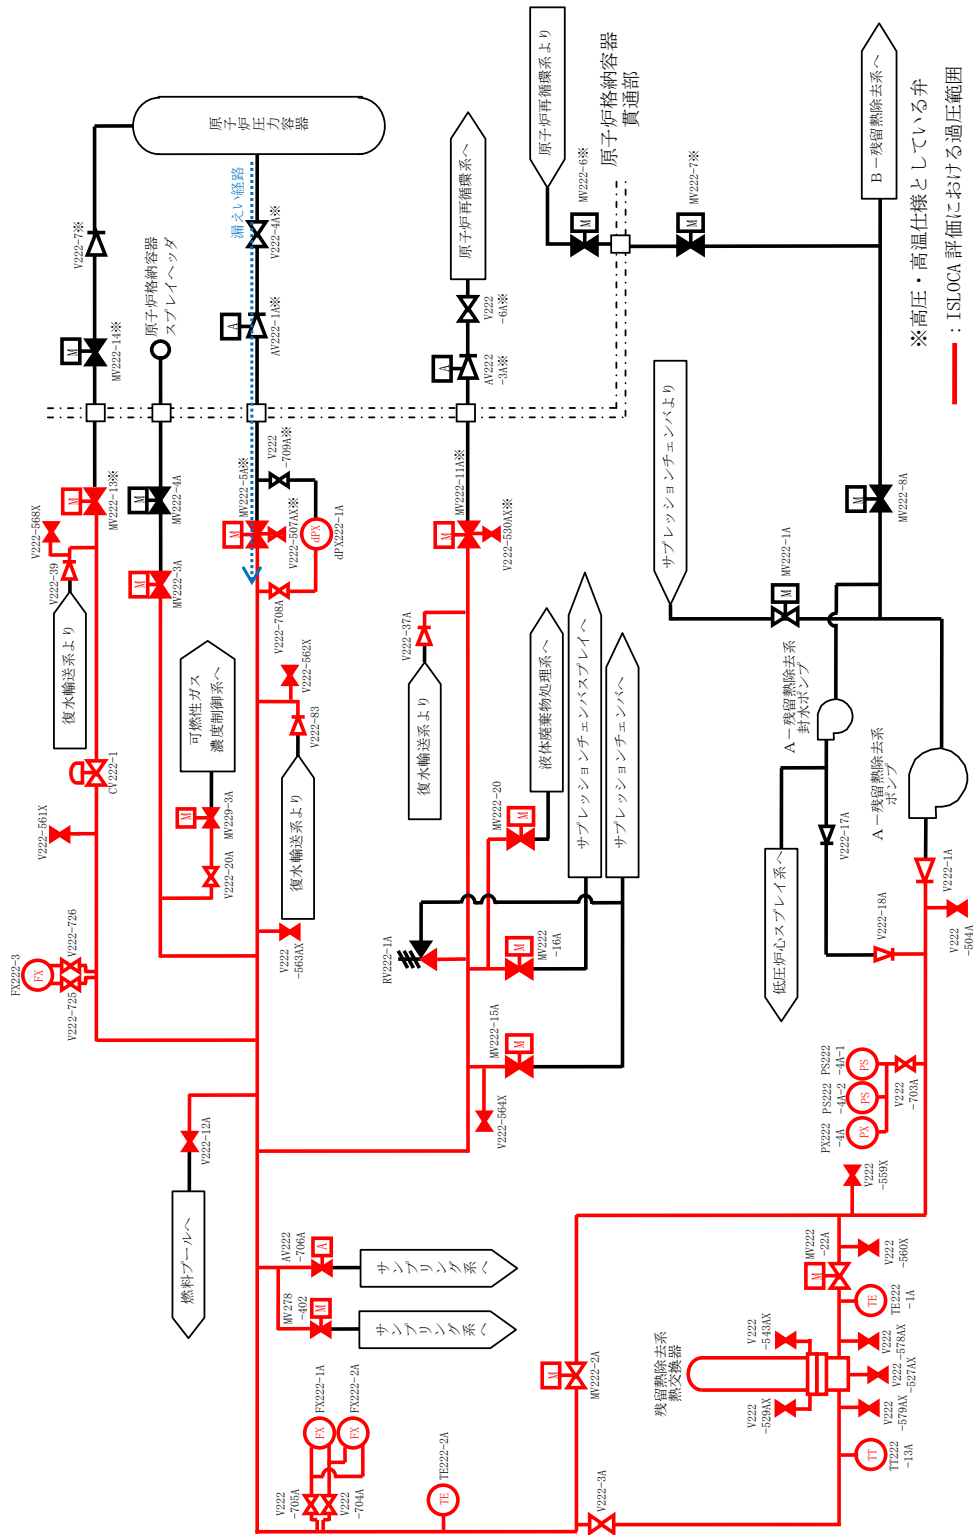 原子炉圧力容器
漏えい経路
V222-7※
MV222-14※
原子炉格納容器
スプレイヘッダ
V222-4A※
AV222-1A※
原子炉再循環系へ
V222
-6A※
AV222
-3A※
原子炉再循環系より
原子炉格納容器
貫通部
MV222-6※
MV222-7※
B－残留熱除去系へ
※高圧・高温仕様としている弁
：ISLOCA 評価における過圧範囲
M
M
M
A
A
V222-568X
V222-39
MV222-13※
復水輸送系より
MV222-4A
MV222-3A
MV222-5A※
V222
-709A※
V222-507AX※
dPX
dPX222-1A
V222-708A
V222-562X
V222-83
復水輸送系より
可燃性ガス
濃度制御系へ
MV229-3A
V222-20A
V222
-563AX
CV222-1
V222-561X
V222-726
V222-725
FX222-3
FX
M
M
M
M
M
MV222-11A※
V222-530AX※
V222-37A
復水輸送系より
M
液体廃棄物処理系へ
サプレッションチェンバスプレイへ
サプレッションチェンバへ
MV222-20
M
MV222
-16A
M
MV222-15A
M
RV222-1A
V222-564X
サプレッションチェンバより
MV222-1A
M
MV222-8A
M
A－残留熱除去系
封水ポンプ
A－残留熱除去系
ポンプ
V222-17A
低圧炉心スプレイ系へ
V222-18A
V222-1A
V222
-504A
PS222
-4A-1
PS222
-4A-2
PX222
-4A
PS
PS
PX
V222
-703A
V222
-559X
V222-12A
燃料プールへ
AV222
-706A
A
サンプリング系へ
MV278
-402
M
サンプリング系へ
FX222-1A
FX222-2A
FX
FX
V222
-705A
V222
-704A
TE222-2A
TE
MV222-2A
M
V222-3A
残留熱除去系
熱交換器
MV222
-22A
M
V222
-560X
TE222
-1A
TE
V222
-543AX
V222
-578AX
V222
-527AX
V222
-529AX
V222
-579AX
TT222
-13A
TT